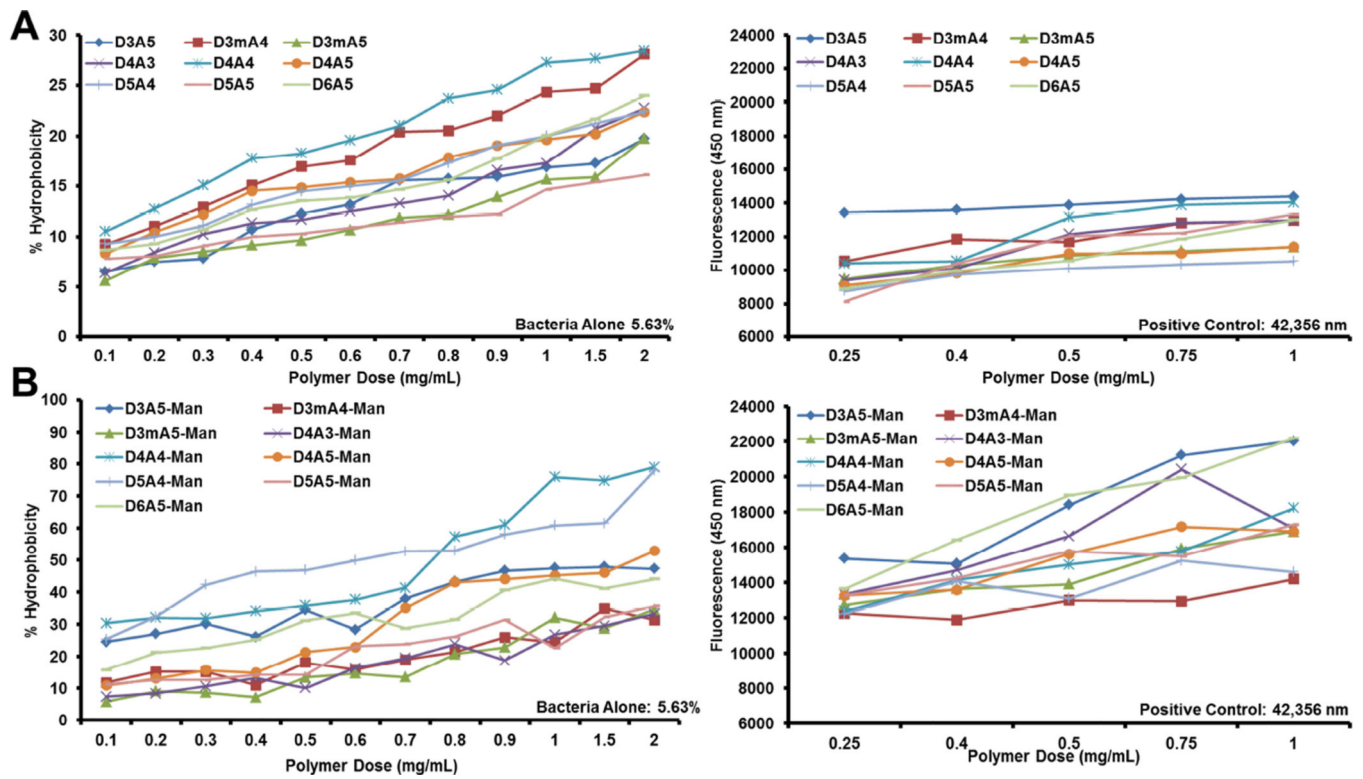 A
% Hydrophobicity
30
25
20
15
10
5
0
D3A5 D3mA4 D3mA5
D4A3 D4A4 D4A5
D5A4 D5A5 D6A5
Bacteria Alone 5.63%
0.1 0.2 0.3 0.4 0.5 0.6 0.7 0.8 0.9 1 1.5 2
Polymer Dose (mg/mL)
Fluorescence (450 nm)
24000
22000
20000
18000
16000
14000
12000
10000
8000
6000
D3A5 D3mA4 D3mA5
D4A3 D4A4 D4A5
D5A4 D5A5 D6A5
Positive Control: 42,356 nm
0.25 0.4 0.5 0.75 1
Polymer Dose (mg/mL)
B
% Hydrophobicity
100
90
80
70
60
50
40
30
20
10
0
D3A5-Man D3mA4-Man
D3mA5-Man D4A3-Man
D4A4-Man D4A5-Man
D5A4-Man D5A5-Man
D6A5-Man
Bacteria Alone: 5.63%
0.1 0.2 0.3 0.4 0.5 0.6 0.7 0.8 0.9 1 1.5 2
Polymer Dose (mg/mL)
Fluorescence (450 nm)
24000
22000
20000
18000
16000
14000
12000
10000
8000
6000
D3A5-Man D3mA4-Man
D3mA5-Man D4A3-Man
D4A4-Man D4A5-Man
D5A4-Man D5A5-Man
D6A5-Man
Positive Control: 42,356 nm
0.25 0.4 0.5 0.75 1
Polymer Dose (mg/mL)